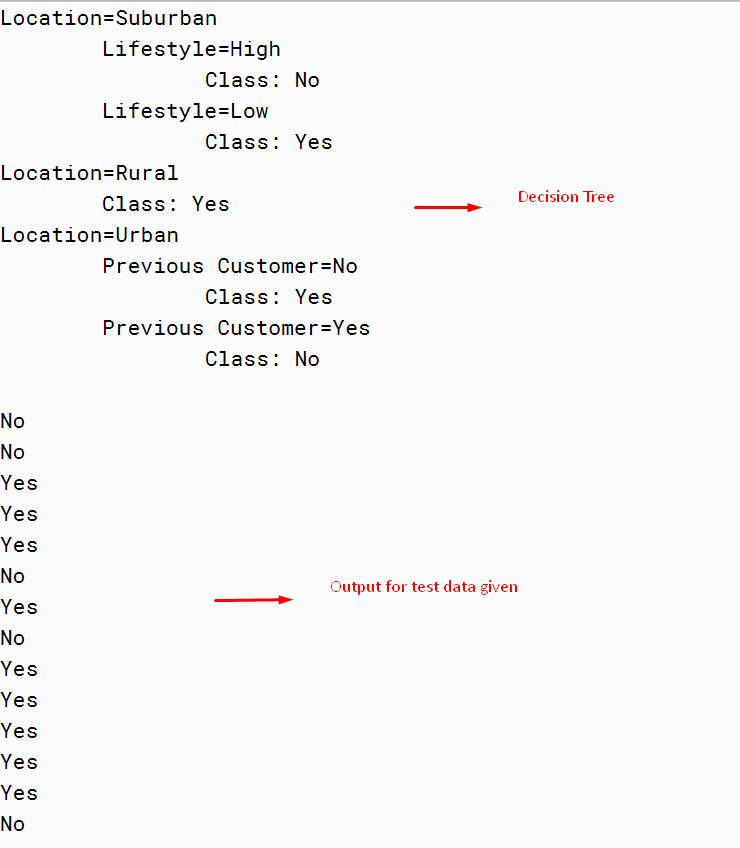 Location=Suburban
Lifestyle=High
Class: No
Lifestyle=Low
Class: Yes
Location=Rural
Class: Yes
Decision Tree
Location=Urban
Previous Customer=No
Class: Yes
Previous Customer=Yes
Class: No
No
No
Yes
Yes
Yes
No
Output for test data given
Yes
No
Yes
Yes
Yes
Yes
Yes
No